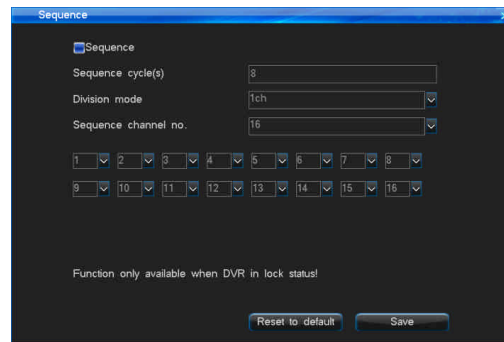 Sequence
Sequence
Sequence cycle(s) 8
Division mode 1ch
Sequence channel no. 16
1 2 3 4 5 6 7 8
9 10 11 12 13 14 15 16
Function only available when DVR in lock status!
Reset to default Save